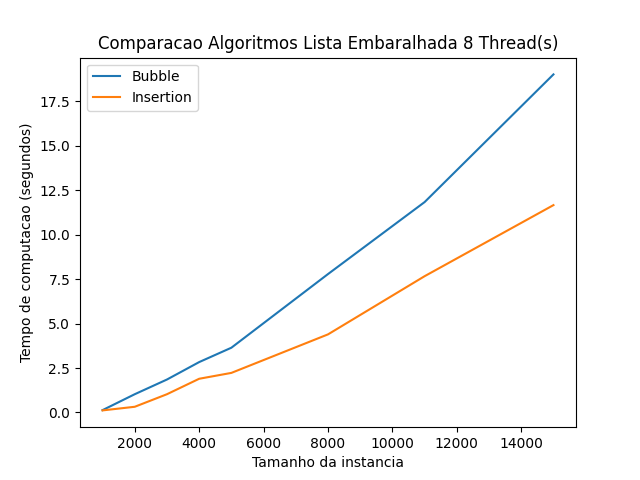 Comparacao Algoritmos Lista Embaralhada 8 Thread(s)
Bubble
Insertion
Tempo de computacao (segundos)
17.5
15.0
12.5
10.0
7.5
5.0
2.5
0.0
2000 4000 6000 8000 10000 12000 14000
Tamanho da instancia